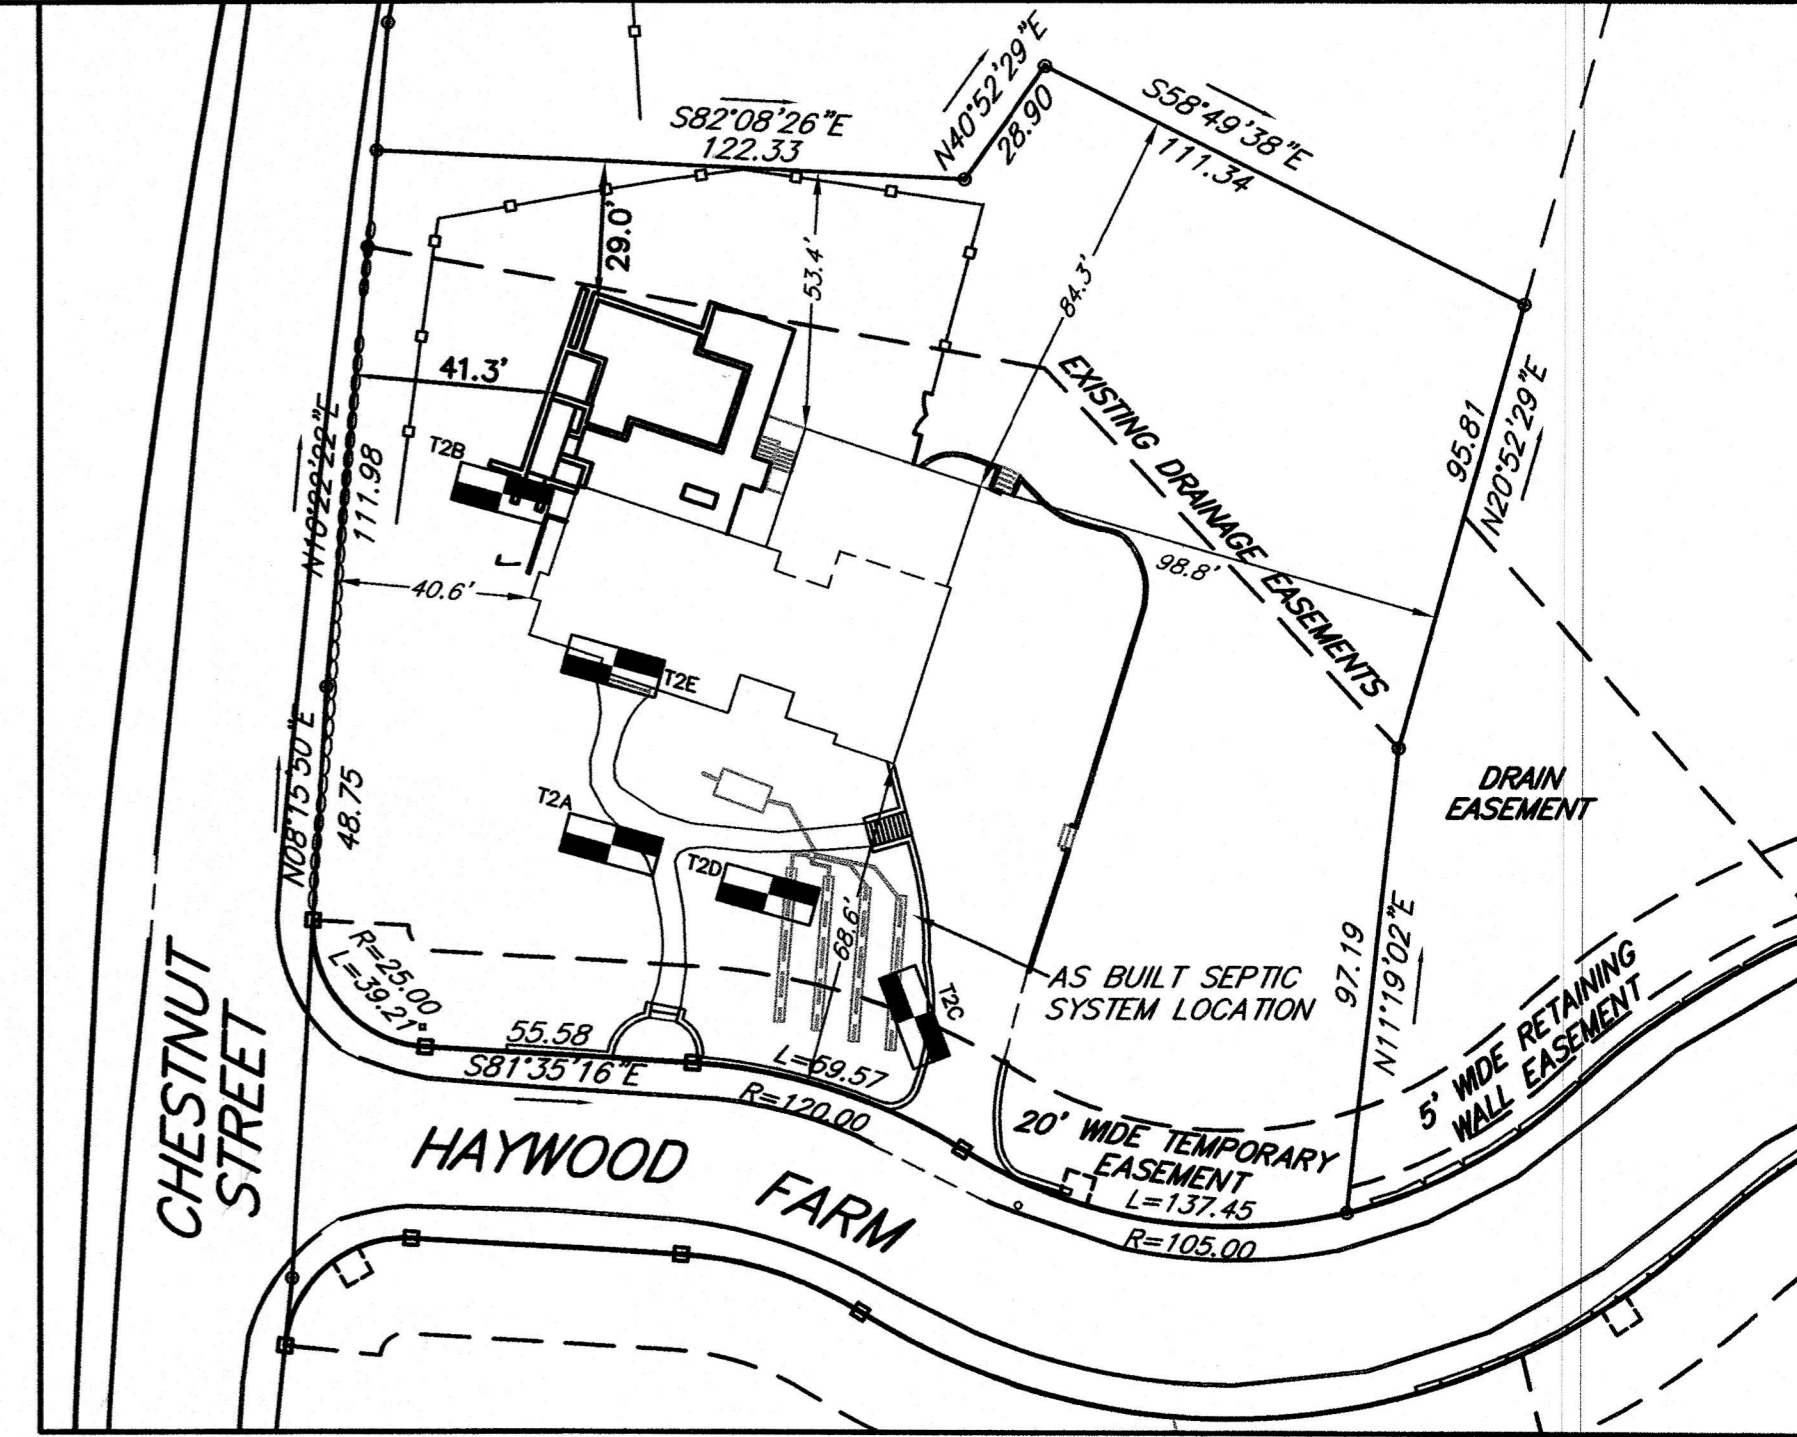 S82°08'26"E
122.33
N40°52'29"E
28.90
S58°49'38"E
111.34
29.0'
53.4'
84.3'
41.3'
T2B
N10°22'22"E
111.98
40.6'
EXISTING DRAINAGE EASEMENTS
98.8'
95.81
N20°52'29"E
T2E
N08°15'50"E
48.75
T2A
T2D
68.6'
T2C
DRAIN
EASEMENT
AS BUILT SEPTIC
SYSTEM LOCATION
97.19
N11°19'02"E
R=25.00
L=39.21
55.58
S81°35'16"E
L=69.57
R=120.00
20' WIDE TEMPORARY
EASEMENT
L=137.45
R=105.00
5' WIDE RETAINING
WALL EASEMENT
CHESTNUT
STREET
HAYWOOD
FARM